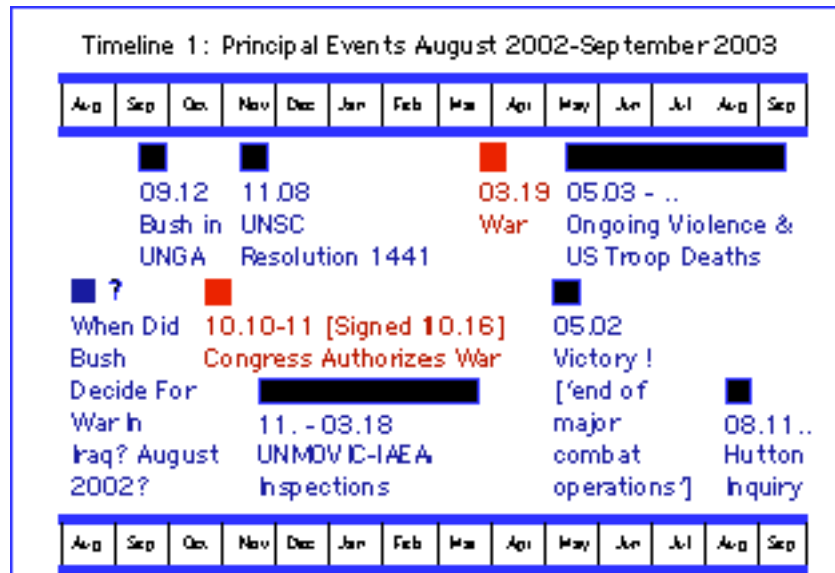 Timeline 1: Principal Events August 2002-September 2003
Aug Sep Oct Nov Dec Jan Feb Mar Apr May Jun Jul Aug Sep
09.12
Bush in
UNGA
11.08
UNSC
Resolution 1441
03.19
War
05.03 - ..
Ongoing Violence &
US Troop Deaths
?
When Did
Bush
Decide For
War In
Iraq? August
2002?
10.10-11 [Signed 10.16]
Congress Authorizes War
11. - 03.18
UNMOVIC-IAEA
Inspections
05.02
Victory !
['end of
major
combat
operations']
08.11..
Hutton
Inquiry
Aug Sep Oct Nov Dec Jan Feb Mar Apr May Jun Jul Aug Sep